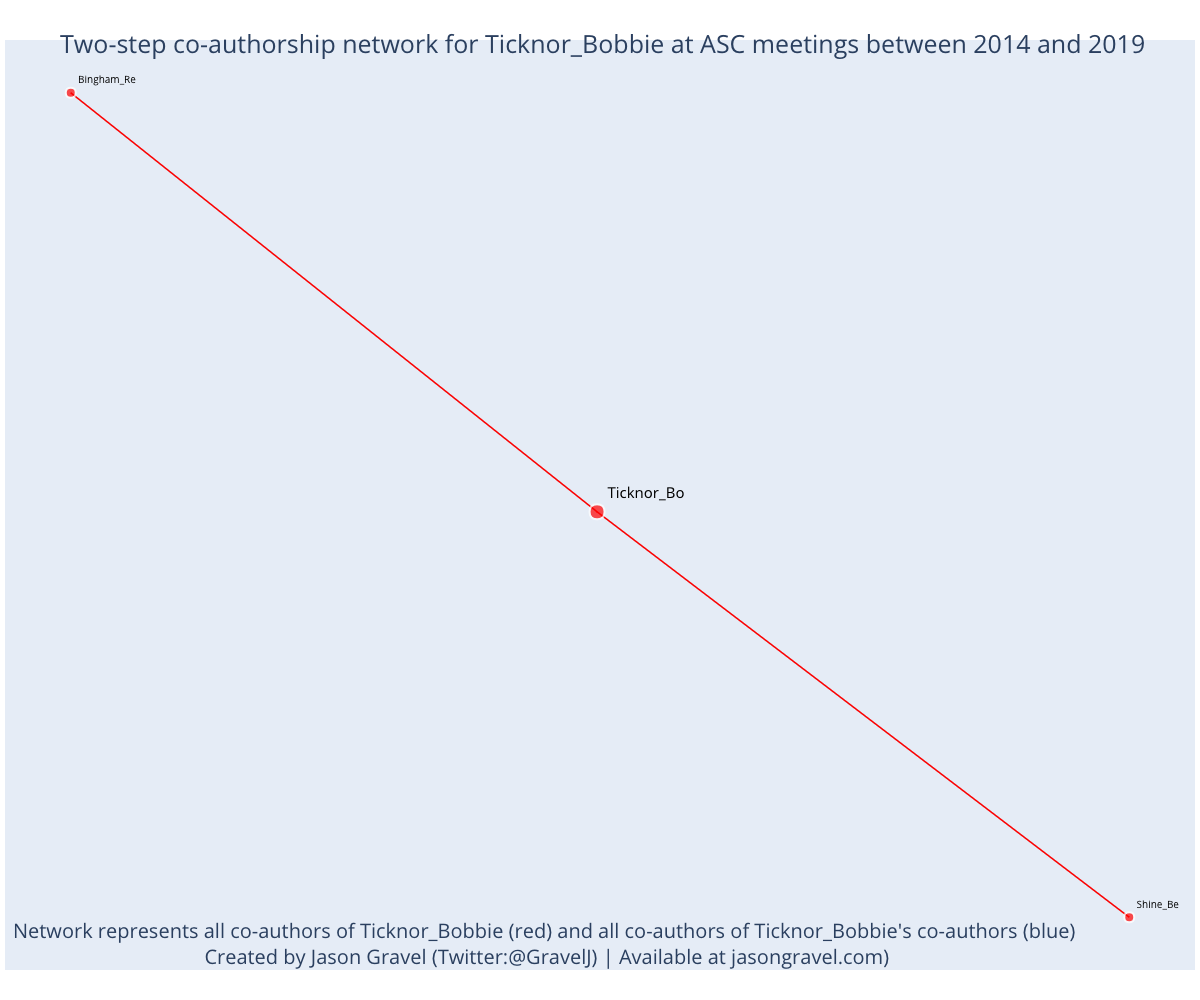 Two-step co-authorship network for Ticknor_Bobbie at ASC meetings between 2014 and 2019
Bingham_Re
Ticknor_Bo
Shine_Be
Network represents all co-authors of Ticknor_Bobbie (red) and all co-authors of Ticknor_Bobbie's co-authors (blue)
Created by Jason Gravel (Twitter:@GravelJ) | Available at jasongravel.com)